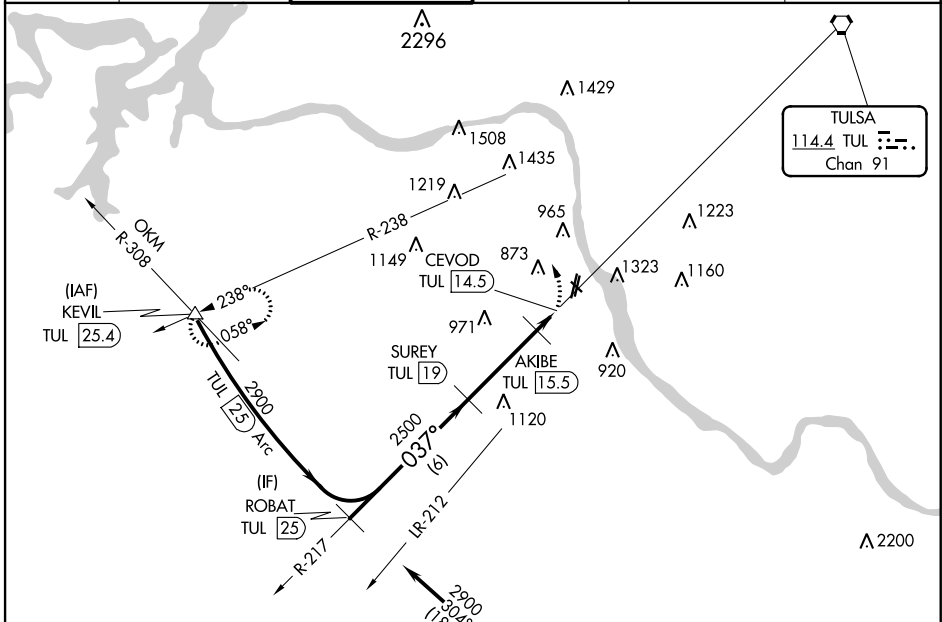 2296
1429
TULSA
114.4 TUL
Chan 91
1508
1435
1219
R-238
965
1223
OKM
R-308
1149
CEVOD
TUL 14.5
873
1323
1160
(IAF)
KEVIL
TUL 25.4
238°
058°
971
SUREY
TUL 19
AKIBE
TUL 15.5
920
2900
TUL 25 Arc
1120
2500
037°
(6)
(IF)
ROBAT
TUL 25
LR-212
R-217
2200
2900
304°